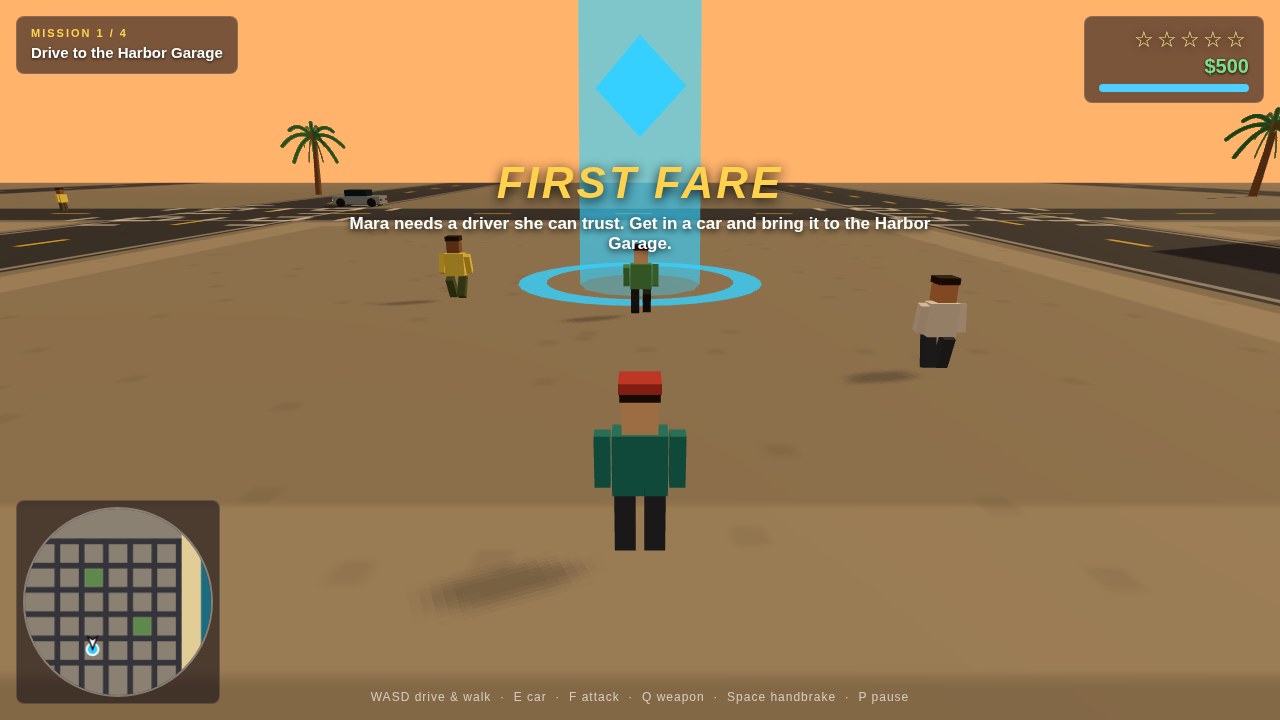 MISSION 1 / 4
Drive to the Harbor Garage
☆☆☆☆☆
$500
FIRST FARE
Mara needs a driver she can trust. Get in a car and bring it to the Harbor
Garage.
WASD drive & walk · E car · F attack · Q weapon · Space handbrake · P pause